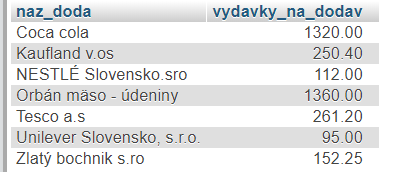 naz_doda vydavky_na_dodav
Coca cola 1320.00
Kaufland v.os 250.40
NESTLÉ Slovensko.sro 112.00
Orbán mäso - údeniny 1360.00
Tesco a.s 261.20
Unilever Slovensko, s.r.o. 95.00
Zlatý bochnik s.ro 152.25